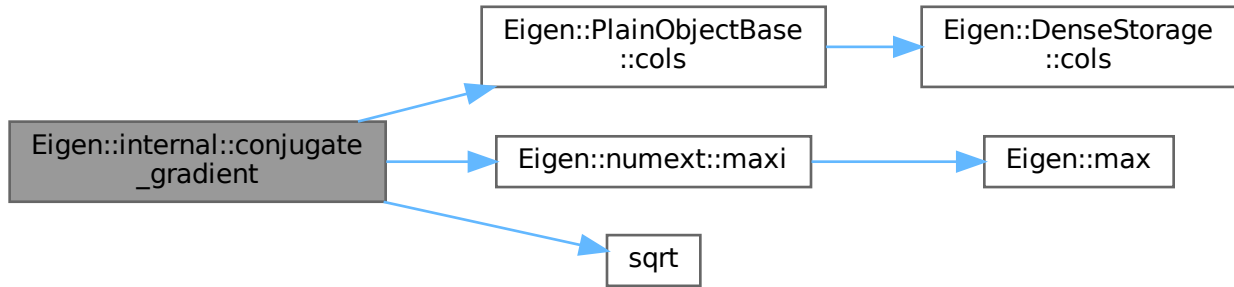 Eigen::internal::conjugate
_gradient
Eigen::PlainObjectBase
::cols
Eigen::DenseStorage
::cols
Eigen::numext::maxi
Eigen::max
sqrt